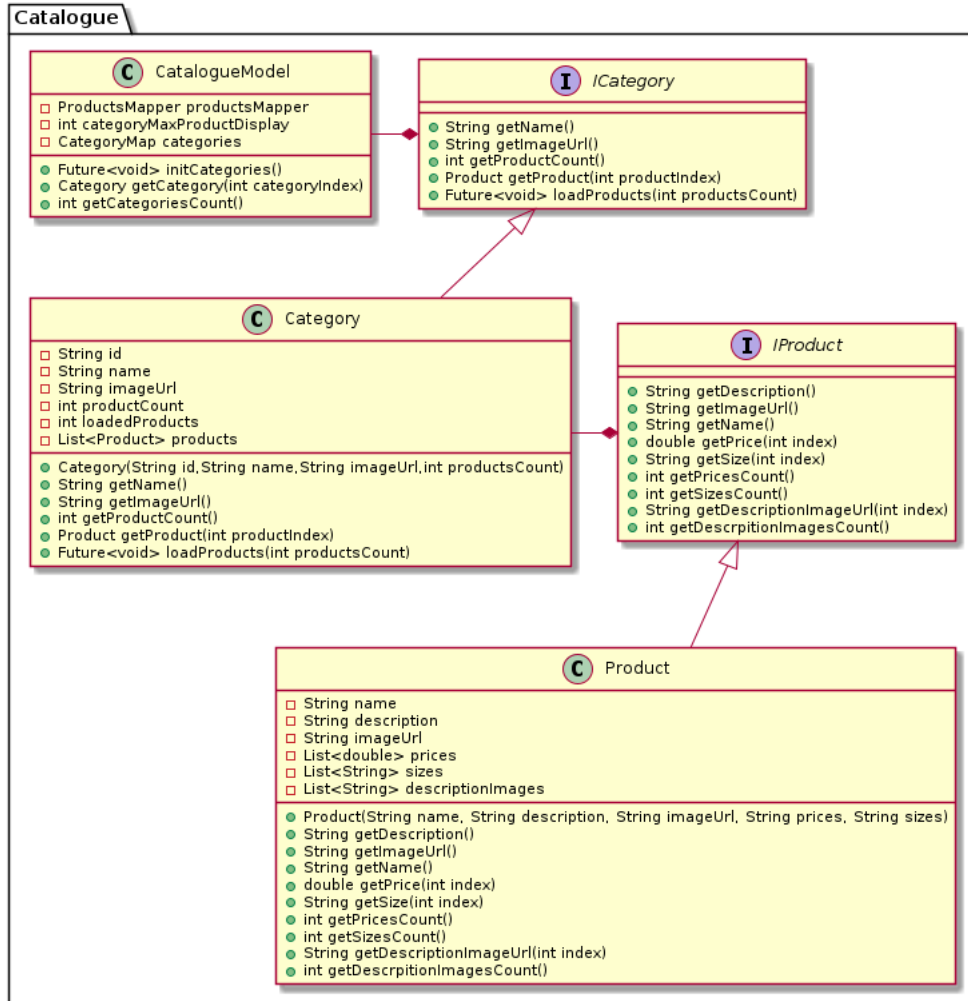 Catalogue
C CatalogueModel
ProductsMapper productsMapper
int categoryMaxProductDisplay
CategoryMap categories
Future<void> initCategories()
Category getCategory(int categoryIndex)
int getCategoriesCount()
I ICategory
String getName()
String getImageUrl()
int getProductCount()
Product getProduct(int productIndex)
Future<void> loadProducts(int productsCount)
C Category
String id
String name
String imageUrl
int productCount
int loadedProducts
List<Product> products
Category(String id,String name,String imageUrl,int productsCount)
String getName()
String getImageUrl()
int getProductCount()
Product getProduct(int productIndex)
Future<void> loadProducts(int productsCount)
I IProduct
String getDescription()
String getImageUrl()
String getName()
double getPrice(int index)
String getSize(int index)
int getPricesCount()
int getSizesCount()
String getDescriptionImageUrl(int index)
int getDescrpitionImagesCount()
C Product
String name
String description
String imageUrl
List<double> prices
List<String> sizes
List<String> descriptionImages
Product(String name, String description, String imageUrl, String prices, String sizes)
String getDescription()
String getImageUrl()
String getName()
double getPrice(int index)
String getSize(int index)
int getPricesCount()
int getSizesCount()
String getDescriptionImageUrl(int index)
int getDescrpitionImagesCount()